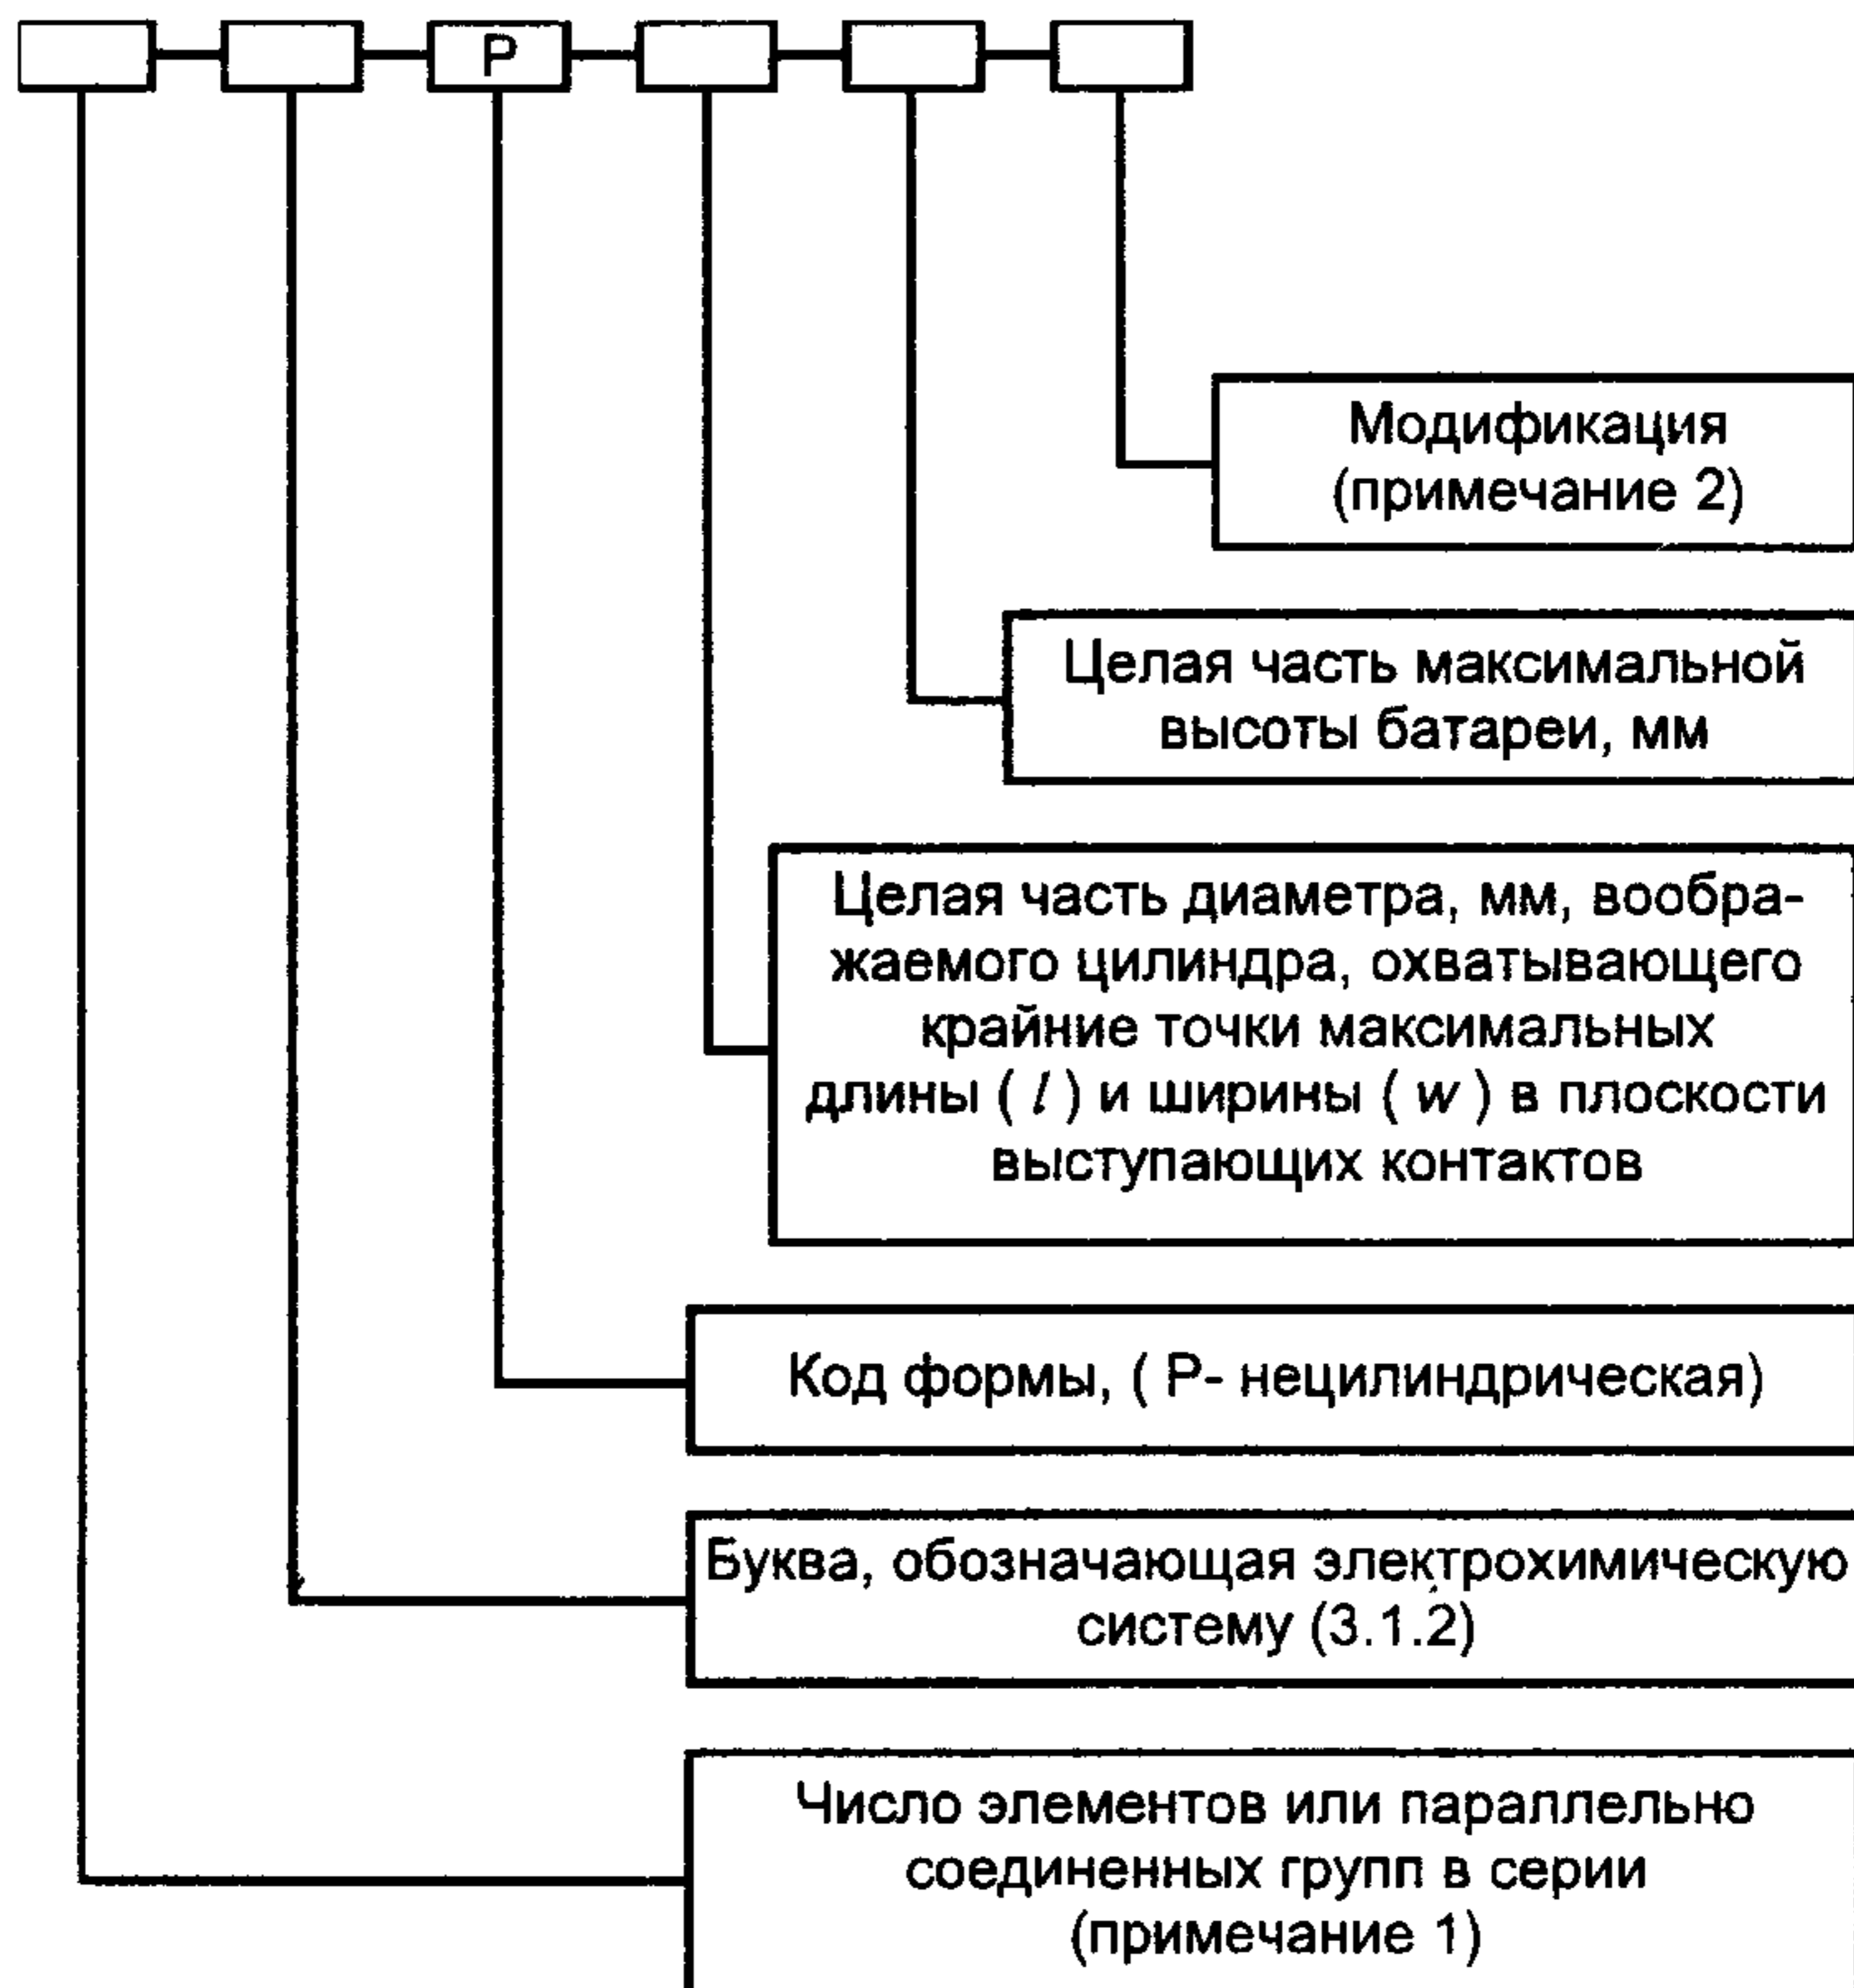 P
Модификация
(примечание 2)
Целая часть максимальной
высоты батареи, мм
Целая часть диаметра, мм, вообра-
жаемого цилиндра, охватывающего
крайние точки максимальных
длины ( l ) и ширины ( w ) в плоскости
выступающих контактов
Код формы, ( P- нецилиндрическая)
Буква, обозначающая электрохимическую
систему (3.1.2)
Число элементов или параллельно
соединенных групп в серии
(примечание 1)